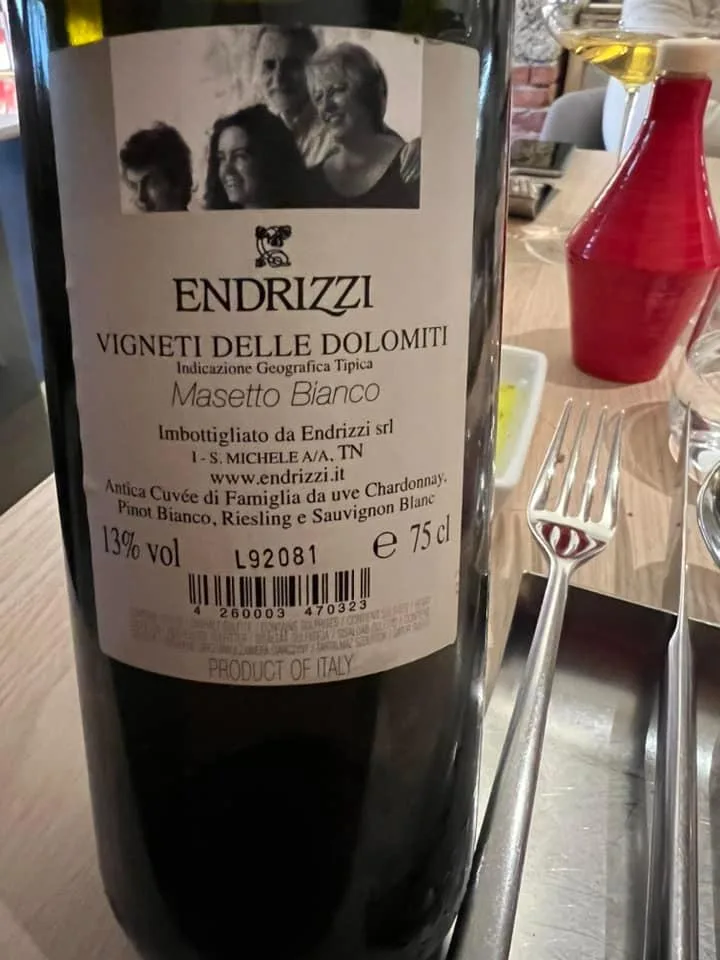 ENDRIZZI
VIGNETI DELLE DOLOMITI
Indicazione Geografica Tipica
Masetto Bianco
Imbottigliato da Endrizzi srl
I - S. MICHELE A/A, TN
www.endrizzi.it
Antica Cuvée di Famiglia da uve Chardonnay,
Pinot Bianco, Riesling e Sauvignon Blanc
13% vol L92081 e 75 cl
4 260003 470323
PRODUCT OF ITALY